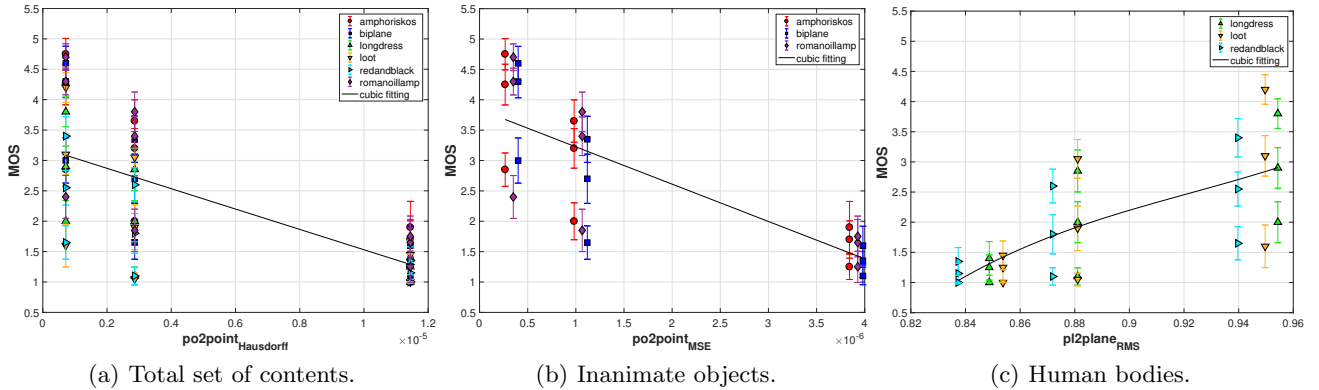 5.5
5
4.5
4
3.5
3
2.5
2
1.5
1
0.5
MOS
amphoriskos
biplane
longdress
loot
redandblack
romanoillamp
cubic fitting
0 0.2 0.4 0.6 0.8 1 1.2
po2point_Hausdorff
×10^-5
(a) Total set of contents.
5.5
5
4.5
4
3.5
3
2.5
2
1.5
1
0.5
MOS
amphoriskos
biplane
romanoillamp
cubic fitting
0 0.5 1 1.5 2 2.5 3 3.5 4
po2point_MSE
×10^-6
(b) Inanimate objects.
5.5
5
4.5
4
3.5
3
2.5
2
1.5
1
0.5
MOS
longdress
loot
redandblack
cubic fitting
0.82 0.84 0.86 0.88 0.9 0.92 0.94 0.96
pl2plane_RMS
(c) Human bodies.